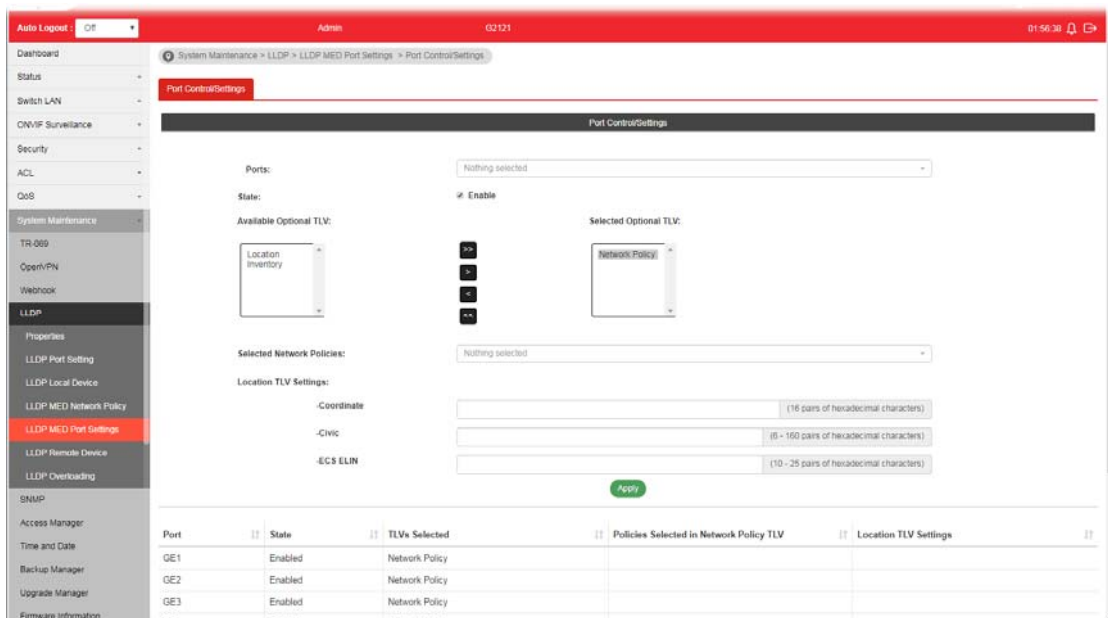 Auto Logout : Off
Admin
G2121
01:56:38
Dashboard
Status
Switch LAN
ONVIF Surveillance
Security
ACL
QoS
System Maintenance
TR-069
OpenVPN
Webhook
LLDP
Properties
LLDP Port Setting
LLDP Local Device
LLDP MED Network Policy
LLDP MED Port Settings
LLDP Remote Device
LLDP Overloading
SNMP
Access Manager
Time and Date
Backup Manager
Upgrade Manager
Firmware Information
System Maintenance > LLDP > LLDP MED Port Settings > Port Control/Settings
Port Control/Settings
Port Control/Settings
Ports: Nothing selected
State: Enable
Available Optional TLV: Selected Optional TLV:
Location
Inventory
>>
>
<
<<
Network Policy
Selected Network Policies: Nothing selected
Location TLV Settings:
-Coordinate (16 pairs of hexadecimal characters)
-Civic (6 - 160 pairs of hexadecimal characters)
-ECS ELIN (10 - 25 pairs of hexadecimal characters)
Apply
Port State TLVs Selected Policies Selected in Network Policy TLV Location TLV Settings
GE1 Enabled Network Policy
GE2 Enabled Network Policy
GE3 Enabled Network Policy